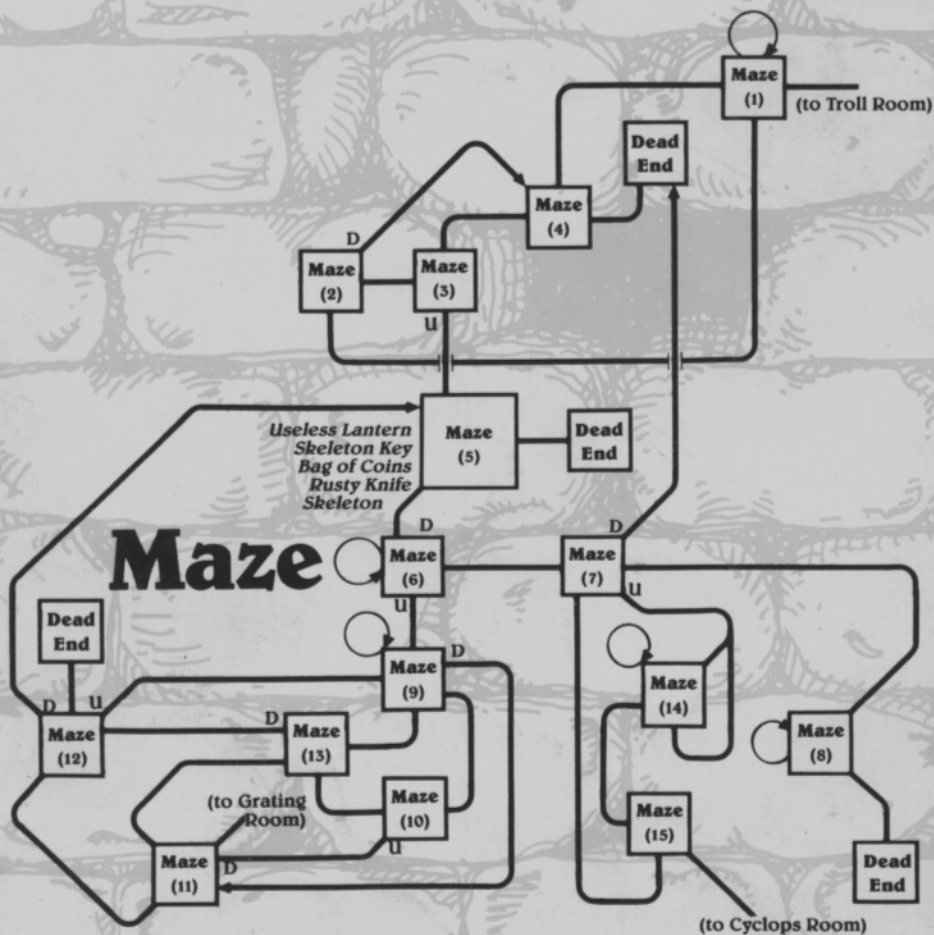 Maze
(1)
(to Troll Room)
Dead
End
Maze
(4)
D
Maze
(2)
Maze
(3)
U
Maze
(5)
Useless Lantern
Skeleton Key
Bag of Coins
Rusty Knife
Skeleton
Dead
End
Maze
D
Maze
(6)
U
D
Maze
(7)
U
Dead
End
D
U
Maze
(12)
Maze
(9)
D
D
Maze
(13)
Maze
(14)
Maze
(8)
(to Grating
Room)
Maze
(10)
U
Maze
(15)
Maze
(11)
D
Dead
End
(to Cyclops Room)